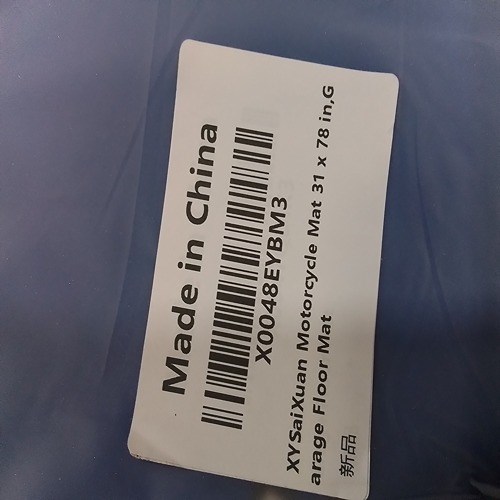 Made in China
X0048EYBM3
XYSaiXuan Motorcycle Mat 31 x 78 in,G
arage Floor Mat
新品